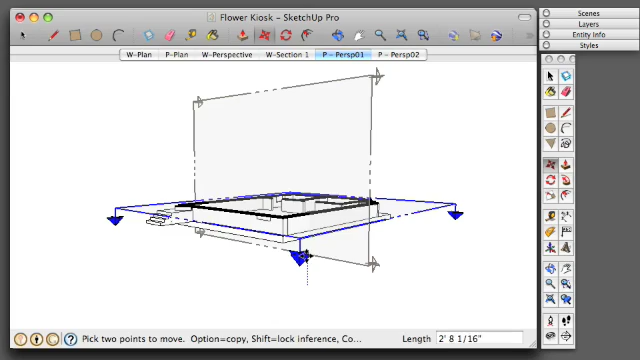 Flower Kiosk - SketchUp Pro
W-Plan
P-Plan
W-Perspective
W-Section 1
P - Persp01
P - Persp02
Scenes
Layers
Entity Info
Styles
Pick two points to move. Option=copy, Shift=lock inference, Co...
Length
2' 8 1/16"